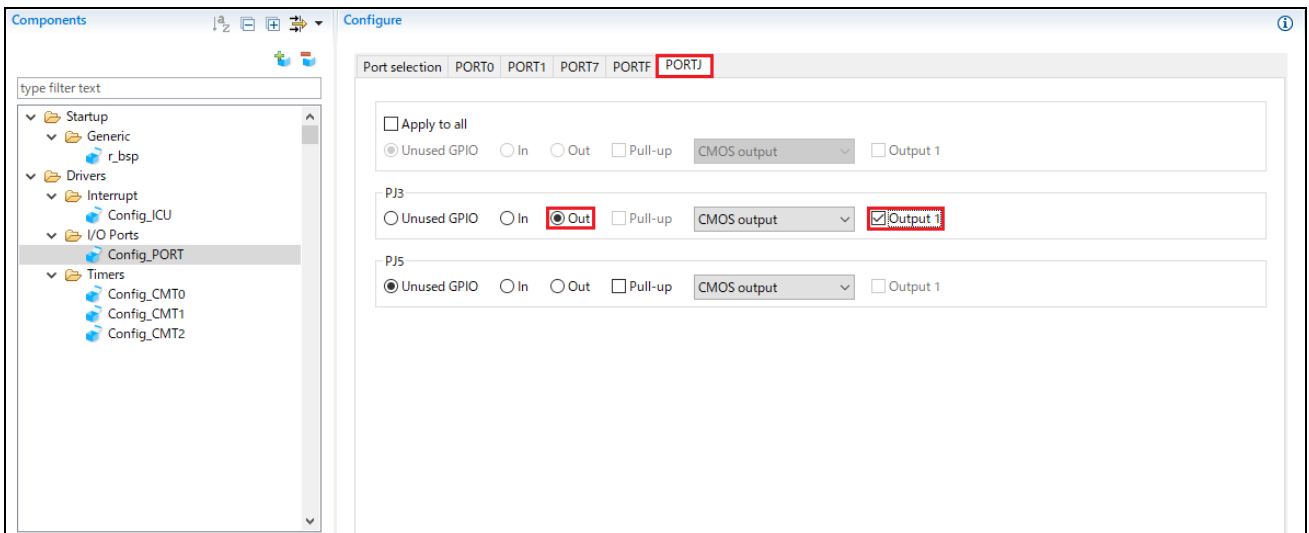 Components
Configure
type filter text
Startup
Generic
r_bsp
Drivers
Interrupt
Config_ICU
I/O Ports
Config_PORT
Timers
Config_CMT0
Config_CMT1
Config_CMT2
Port selection PORT0 PORT1 PORT7 PORTF PORTJ
Apply to all
Unused GPIO In Out Pull-up CMOS output Output 1
PJ3
Unused GPIO In Out Pull-up CMOS output Output 1
PJ5
Unused GPIO In Out Pull-up CMOS output Output 1